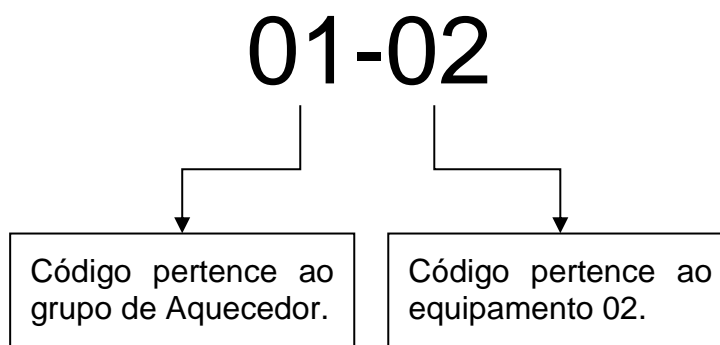 01-02
Código pertence ao
grupo de Aquecedor.
Código pertence ao
equipamento 02.